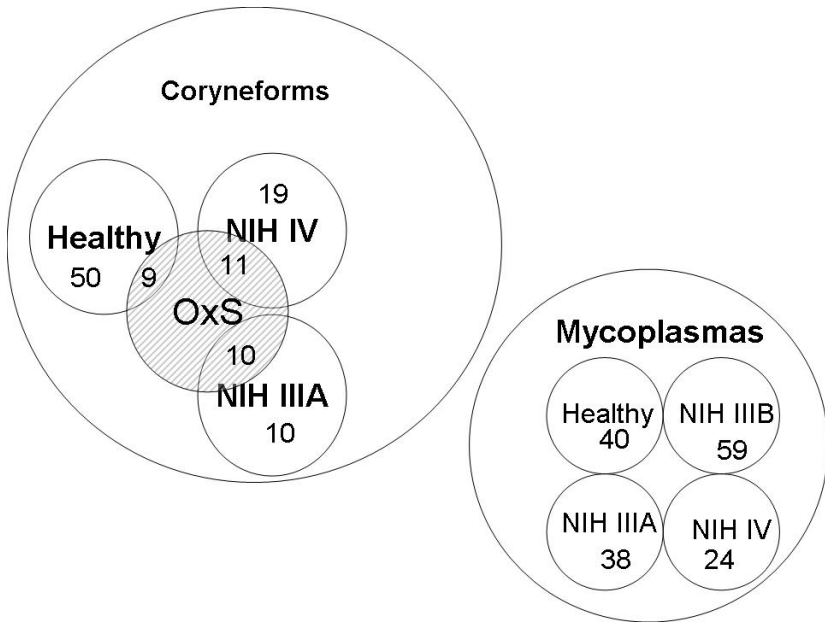 Coryneforms
19
Healthy
NIH IV
50
9
11
OxS
10
NIH IIIA
10
Mycoplasmas
Healthy
40
NIH IIIB
59
NIH IIIA
38
NIH IV
24